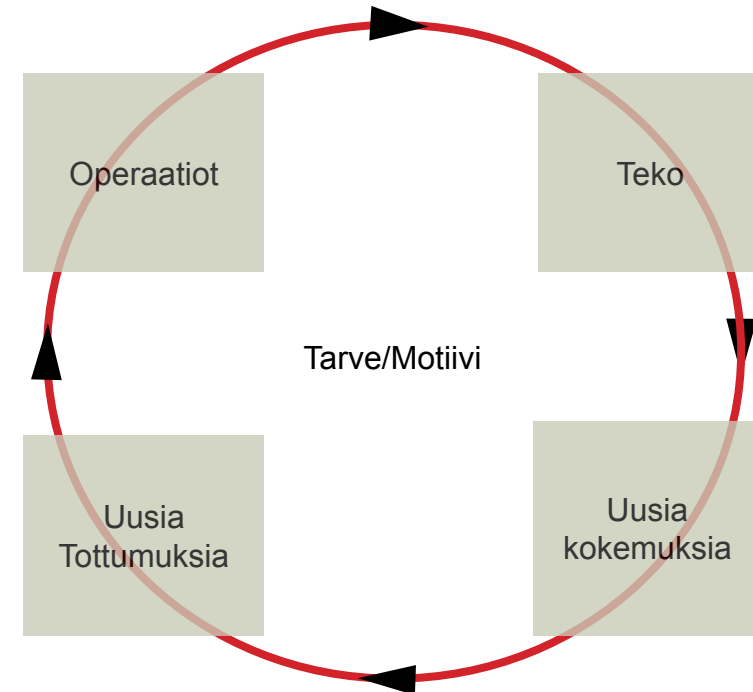 Operaatiot
Teko
Tarve/Motiivi
Uusia
Tottumuksia
Uusia
kokemuksia